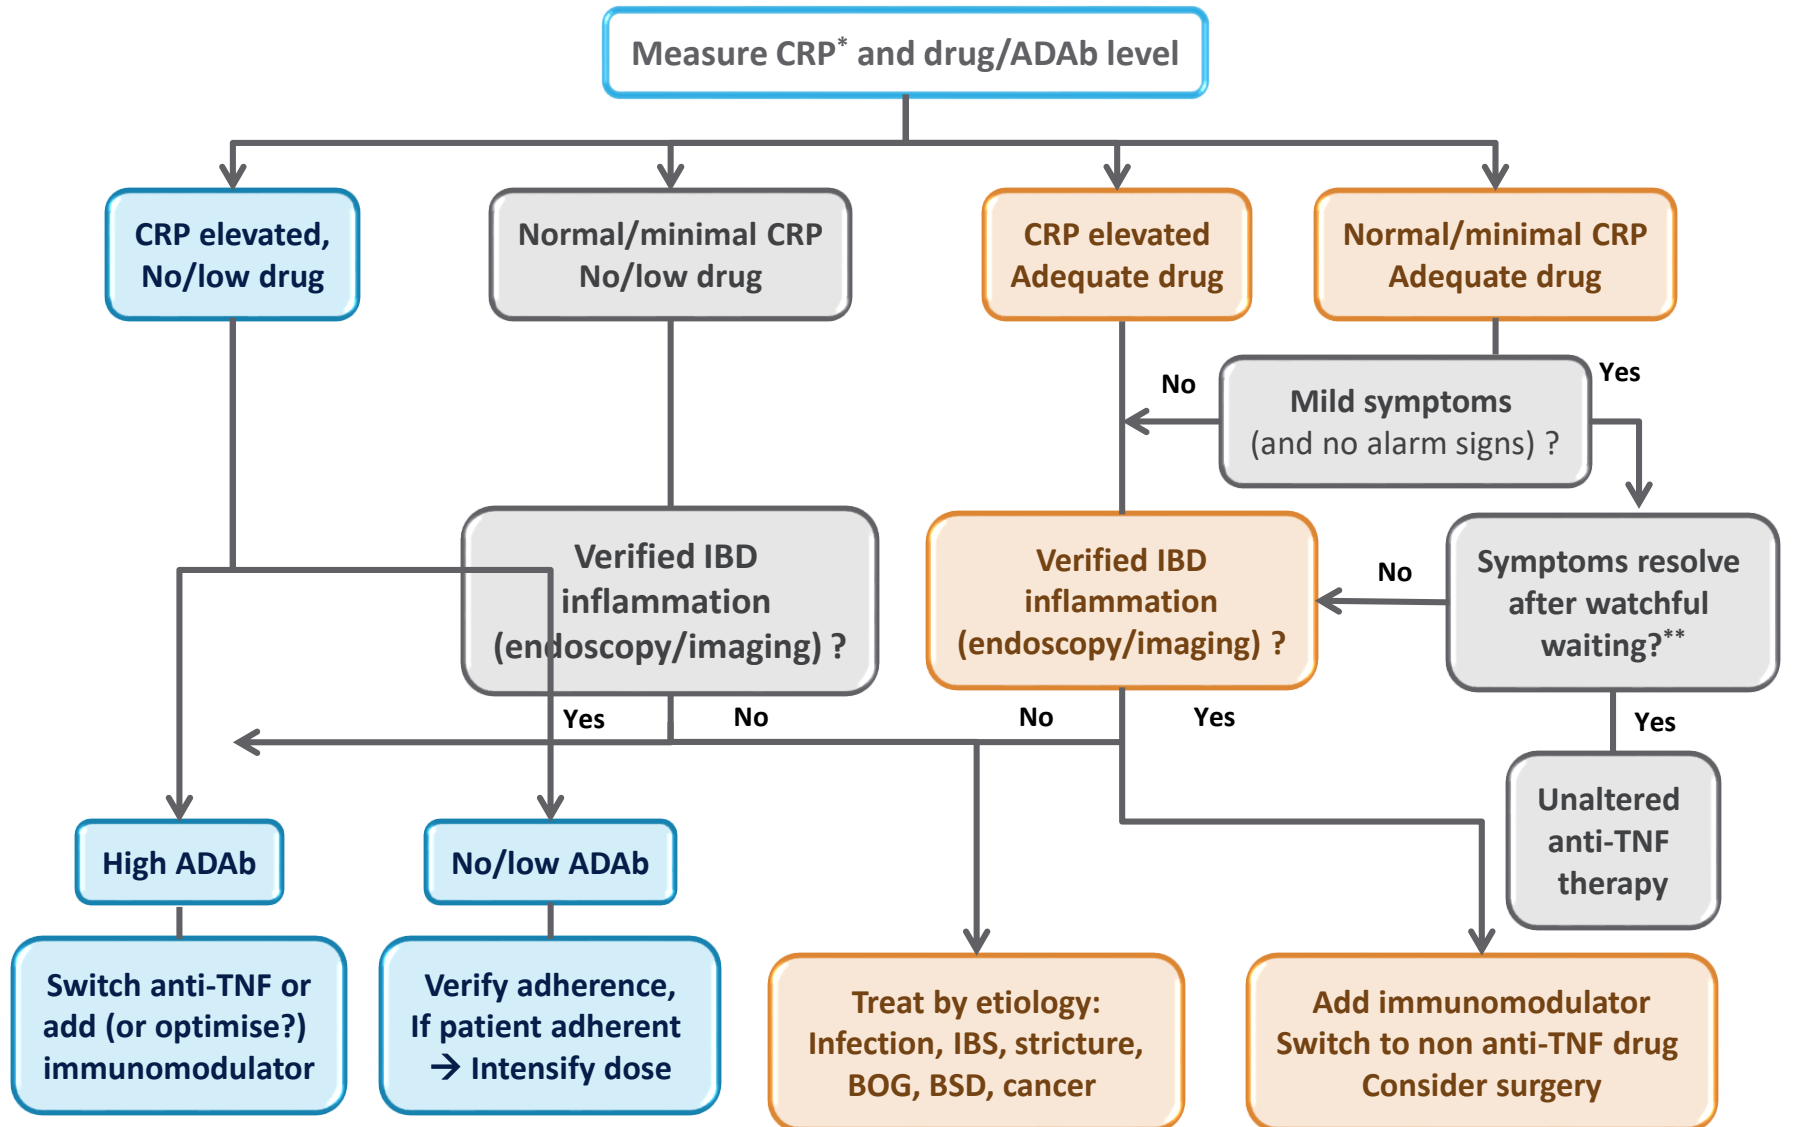 Measure CRP* and drug/ADAb level
CRP elevated,
No/low drug
Normal/minimal CRP
No/low drug
CRP elevated
Adequate drug
Normal/minimal CRP
Adequate drug
No
Yes
Mild symptoms
(and no alarm signs) ?
Verified IBD
inflammation
(endoscopy/imaging) ?
Verified IBD
inflammation
(endoscopy/imaging) ?
No
Symptoms resolve
after watchful
waiting?**
Yes
No
No
Yes
Yes
Unaltered
anti-TNF
therapy
High ADAb
No/low ADAb
Switch anti-TNF or
add (or optimise?)
immunomodulator
Verify adherence,
If patient adherent
→ Intensify dose
Treat by etiology:
Infection, IBS, stricture,
BOG, BSD, cancer
Add immunomodulator
Switch to non anti-TNF drug
Consider surgery